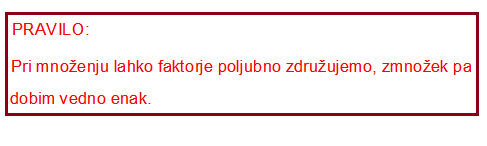 PRAVILO:
Pri množenju lahko faktorje poljubno združujemo, zmnožek pa
dobim vedno enak.